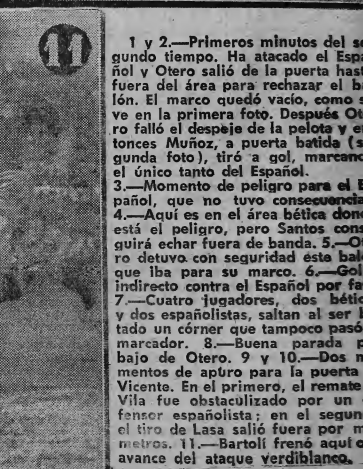 11
1 y 2.—Primeros minutos del se
gundo tiempo. Ha atacado el Espa
ñol y Otero salió de la puerta hast
fuera del área para rechazar el ba
lón. El marco quedó vacío, como s
ve en la primera foto. Después Ot
ro falló el despeje de la pelota y e
tonces Muñoz, a puerta batida (s
gunda foto), tiró a gol, marcand
el único tanto del Español.
3.—Momento de peligro para el E
pañol, que no tuvo consecuencia
4.—Aquí es en el área bética don
está el peligro, pero Santos cons
guirá echar fuera de banda. 5.—O
ro detuvo con seguridad este bal
que iba para su marco. 6.—Gol
indirecto contra el Español por fa
7.—Cuatro jugadores, dos bétic
y dos españolistas, saltan al ser l
tado un córner que tampoco pasó
marcador. 8.—Buena parada p
bajo de Otero. 9 y 10.—Dos m
mentos de apuro para la puerta
Vicente. En el primero, el remate
Vila fue obstaculizado por un
fensor españolista; en el segun
el tiro de Lasa salió fuera por m
metros. 11.—Bartolí frenó aquí o
avance del ataque verdiblanco.